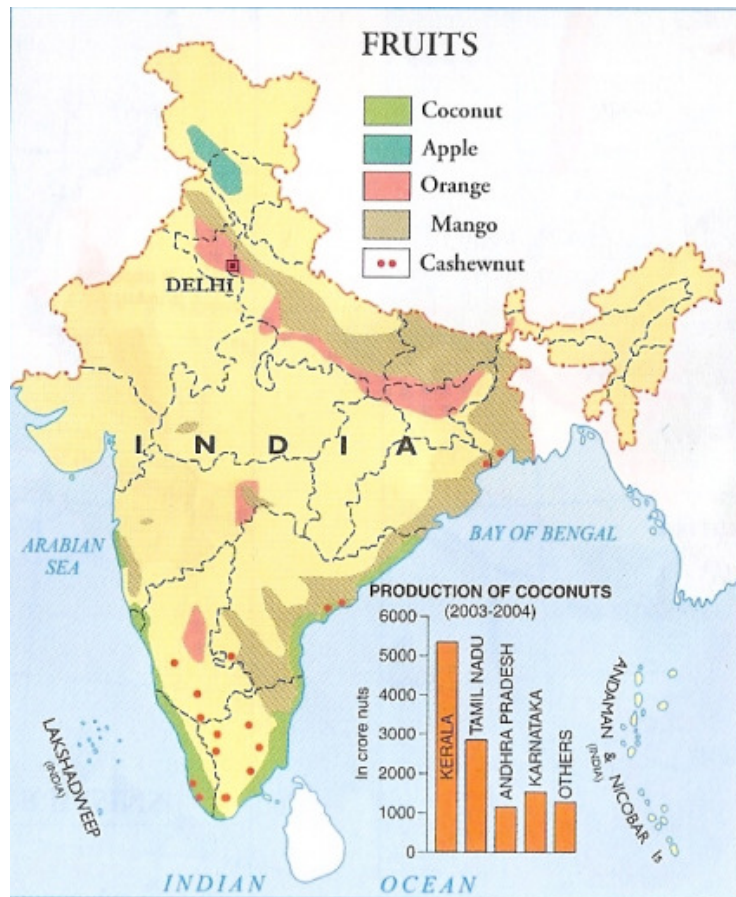 FRUITS
Coconut
Apple
Orange
Mango
Cashewnut
DELHI
INDIA
ARABIAN
SEA
BAY OF BENGAL
PRODUCTION OF COCONUTS
(2003-2004)
6000
5000
4000
3000
2000
1000
0
In crore nuts
KERALA
TAMIL NADU
ANDHRA PRADESH
KARNATAKA
OTHERS
LAKSHADWEEP
(INDIA)
ANDAMAN & NICOBAR Is
(INDIA)
INDIAN OCEAN